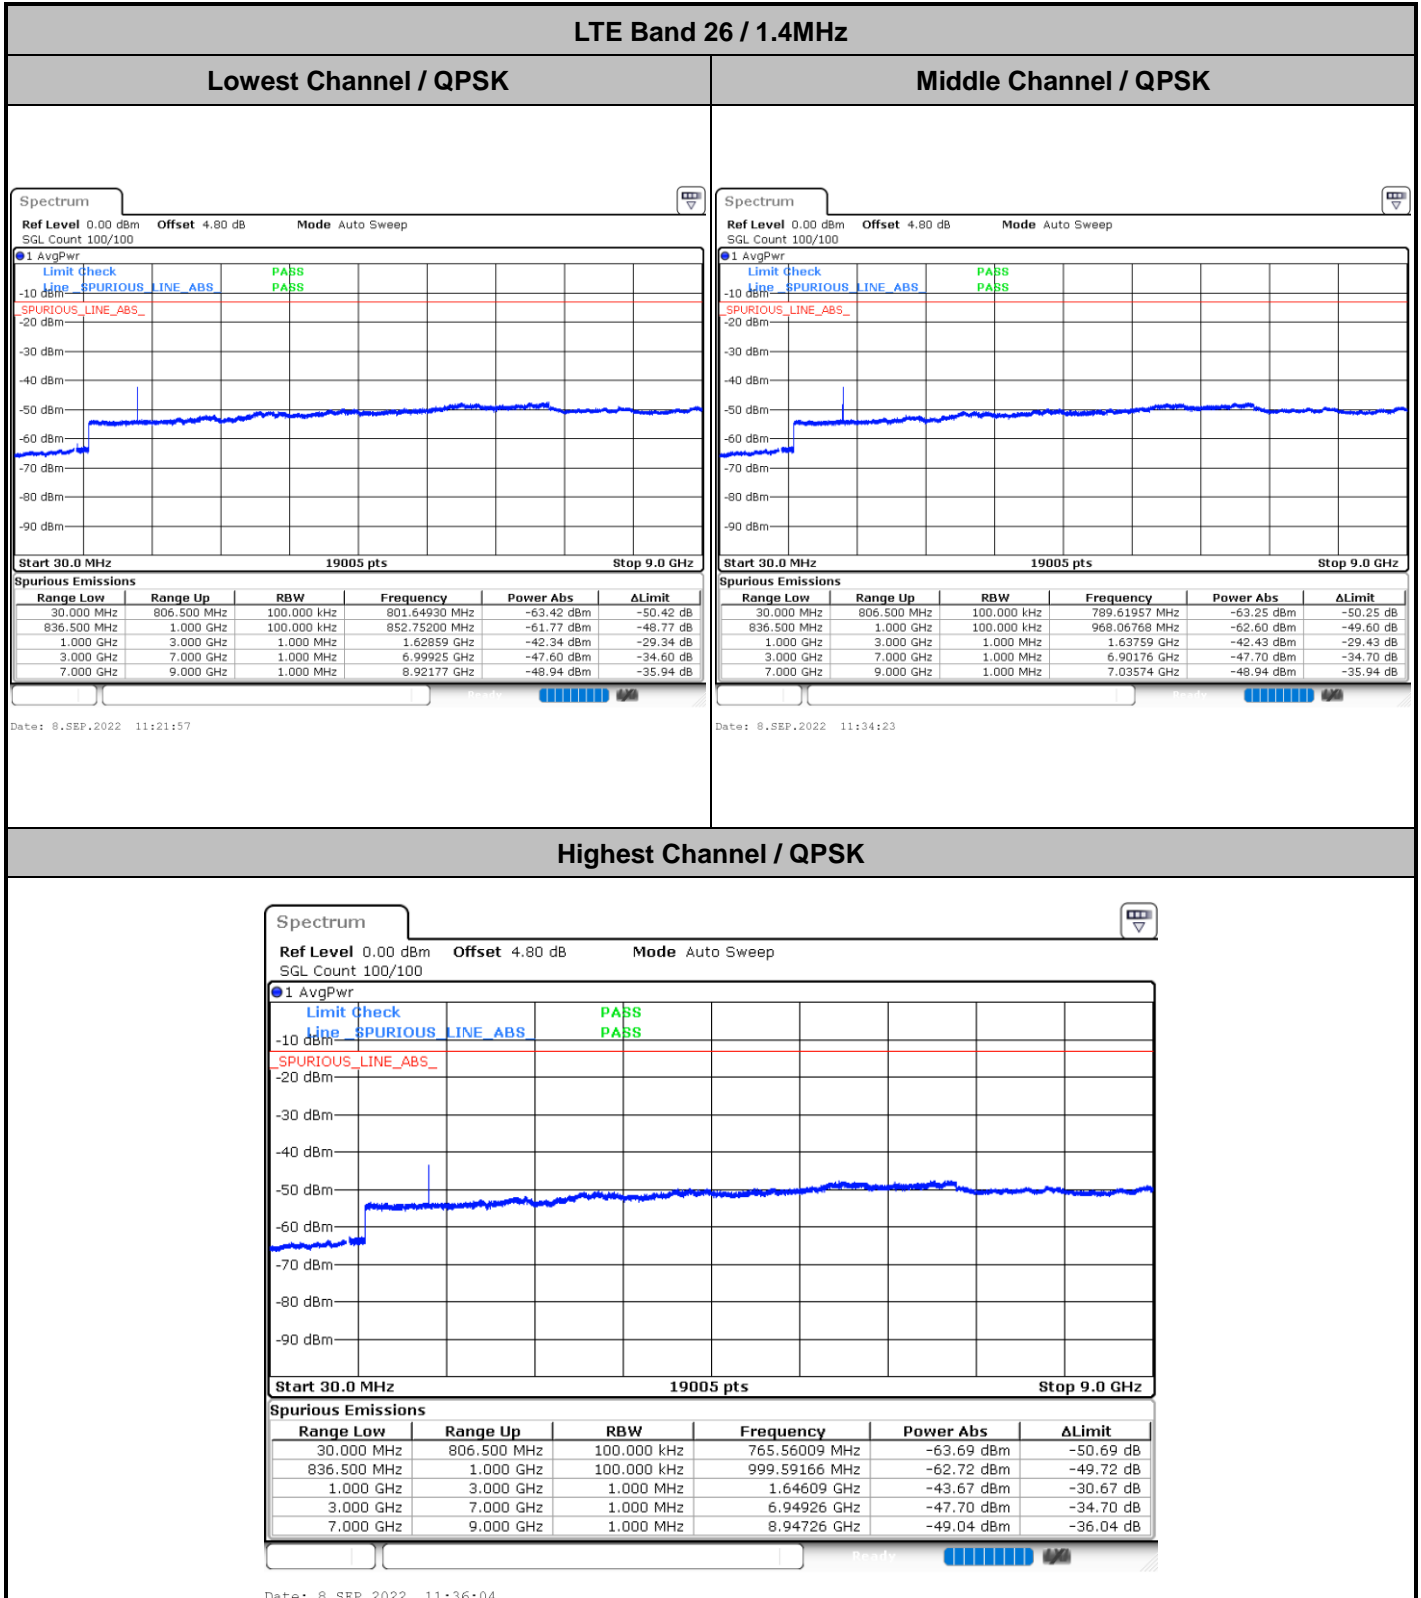 LTE Band 26 / 1.4MHz
Lowest Channel / QPSK
Middle Channel / QPSK
Spectrum
Ref Level 0.00 dBm Offset 4.80 dB Mode Auto Sweep
SGL Count 100/100
1 AvgPwr
Limit Check PASS
Line _SPURIOUS_LINE_ABS_ PASS
-10 dBm
_SPURIOUS_LINE_ABS_
-20 dBm
-30 dBm
-40 dBm
-50 dBm
-60 dBm
-70 dBm
-80 dBm
-90 dBm
Start 30.0 MHz 19005 pts Stop 9.0 GHz
Spurious Emissions
Range Low Range Up RBW Frequency Power Abs ΔLimit
30.000 MHz 806.500 MHz 100.000 kHz 801.64930 MHz -63.42 dBm -50.42 dB
836.500 MHz 1.000 GHz 100.000 kHz 852.75200 MHz -61.77 dBm -48.77 dB
1.000 GHz 3.000 GHz 1.000 MHz 1.62859 GHz -42.34 dBm -29.34 dB
3.000 GHz 7.000 GHz 1.000 MHz 6.99925 GHz -47.60 dBm -34.60 dB
7.000 GHz 9.000 GHz 1.000 MHz 8.92177 GHz -48.94 dBm -35.94 dB
Ready
Date: 8.SEP.2022 11:21:57
Spectrum
Ref Level 0.00 dBm Offset 4.80 dB Mode Auto Sweep
SGL Count 100/100
1 AvgPwr
Limit Check PASS
Line _SPURIOUS_LINE_ABS_ PASS
-10 dBm
_SPURIOUS_LINE_ABS_
-20 dBm
-30 dBm
-40 dBm
-50 dBm
-60 dBm
-70 dBm
-80 dBm
-90 dBm
Start 30.0 MHz 19005 pts Stop 9.0 GHz
Spurious Emissions
Range Low Range Up RBW Frequency Power Abs ΔLimit
30.000 MHz 806.500 MHz 100.000 kHz 789.61957 MHz -63.25 dBm -50.25 dB
836.500 MHz 1.000 GHz 100.000 kHz 968.06768 MHz -62.60 dBm -49.60 dB
1.000 GHz 3.000 GHz 1.000 MHz 1.63759 GHz -42.43 dBm -29.43 dB
3.000 GHz 7.000 GHz 1.000 MHz 6.90176 GHz -47.70 dBm -34.70 dB
7.000 GHz 9.000 GHz 1.000 MHz 7.03574 GHz -48.94 dBm -35.94 dB
Ready
Date: 8.SEP.2022 11:34:23
Highest Channel / QPSK
Spectrum
Ref Level 0.00 dBm Offset 4.80 dB Mode Auto Sweep
SGL Count 100/100
1 AvgPwr
Limit Check PASS
Line _SPURIOUS_LINE_ABS_ PASS
-10 dBm
_SPURIOUS_LINE_ABS_
-20 dBm
-30 dBm
-40 dBm
-50 dBm
-60 dBm
-70 dBm
-80 dBm
-90 dBm
Start 30.0 MHz 19005 pts Stop 9.0 GHz
Spurious Emissions
Range Low Range Up RBW Frequency Power Abs ΔLimit
30.000 MHz 806.500 MHz 100.000 kHz 765.56009 MHz -63.69 dBm -50.69 dB
836.500 MHz 1.000 GHz 100.000 kHz 999.59166 MHz -62.72 dBm -49.72 dB
1.000 GHz 3.000 GHz 1.000 MHz 1.64609 GHz -43.67 dBm -30.67 dB
3.000 GHz 7.000 GHz 1.000 MHz 6.94926 GHz -47.70 dBm -34.70 dB
7.000 GHz 9.000 GHz 1.000 MHz 8.94726 GHz -49.04 dBm -36.04 dB
Ready
Date: 8.SEP.2022 11:36:04